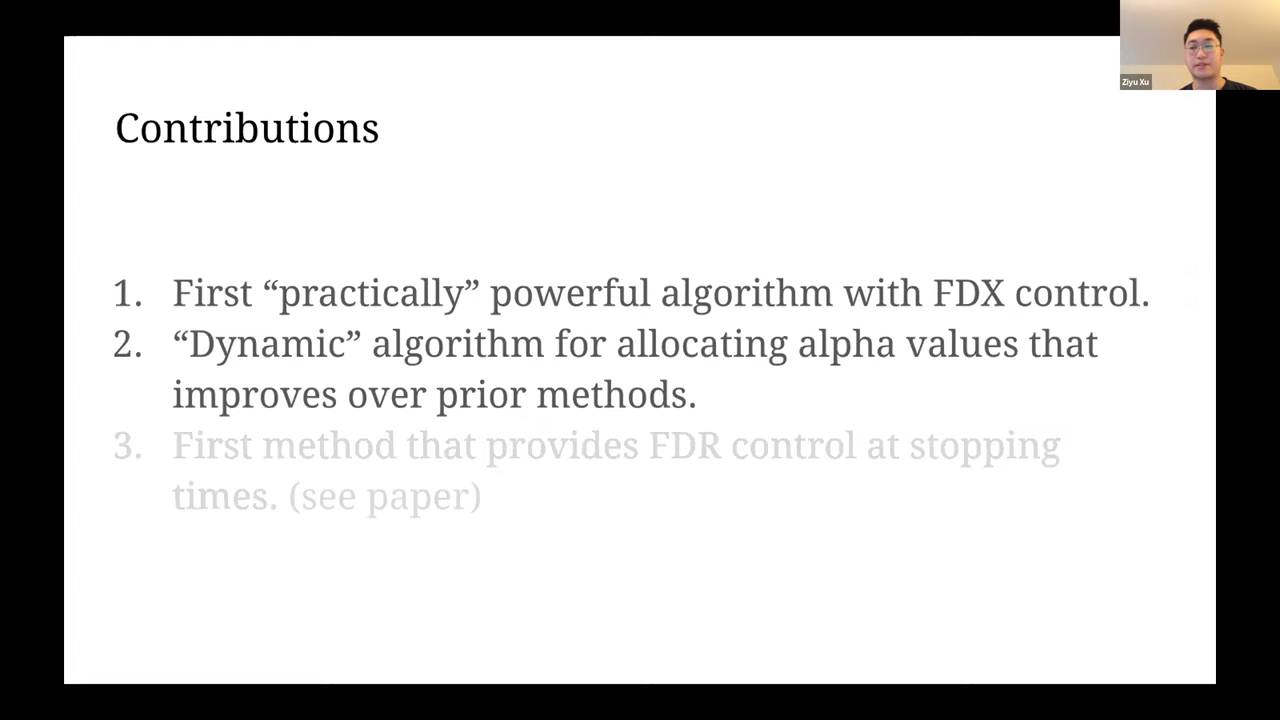 Ziyu Xu
Contributions
1. First “practically” powerful algorithm with FDX control.
2. “Dynamic” algorithm for allocating alpha values that
improves over prior methods.
3. First method that provides FDR control at stopping
times. (see paper)